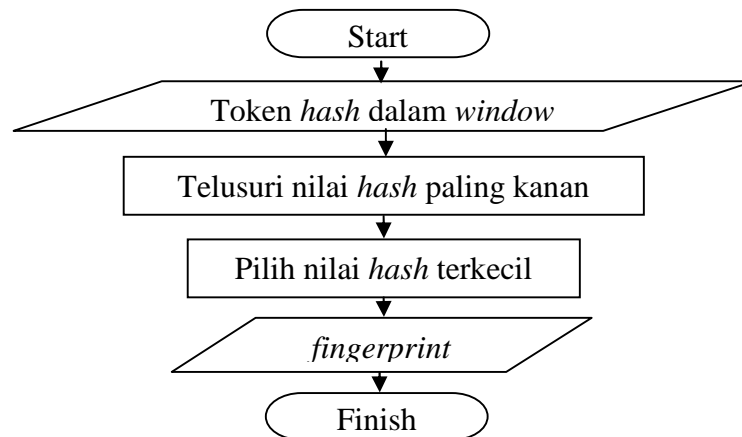 Start
Token hash dalam window
Telusuri nilai hash paling kanan
Pilih nilai hash terkecil
fingerprint
Finish